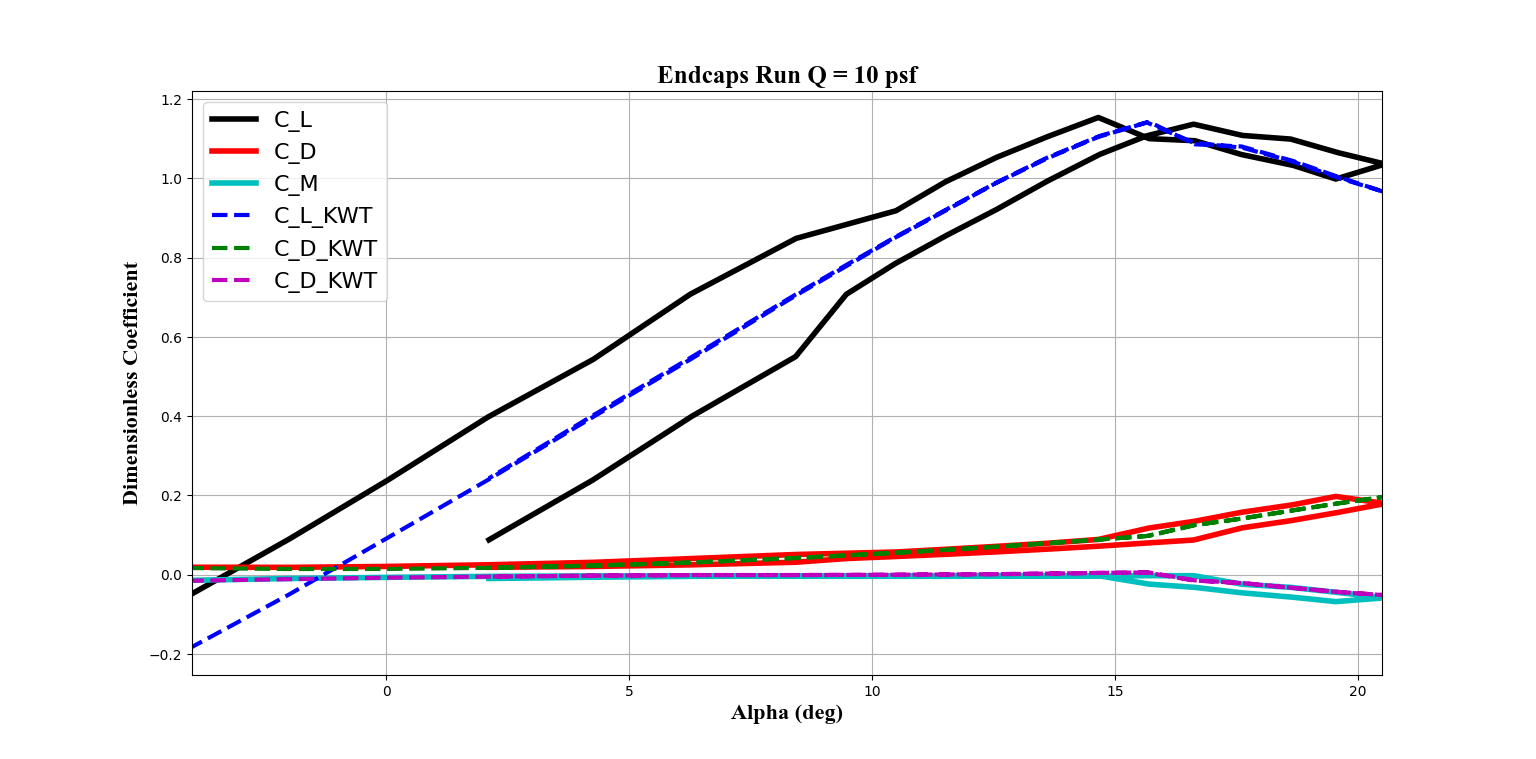 Endcaps Run Q = 10 psf
C_L
C_D
C_M
C_L_KWT
C_D_KWT
C_D_KWT
1.2
1.0
0.8
0.6
0.4
0.2
0.0
−0.2
Dimensionless Coefficient
0
5
10
15
20
Alpha (deg)